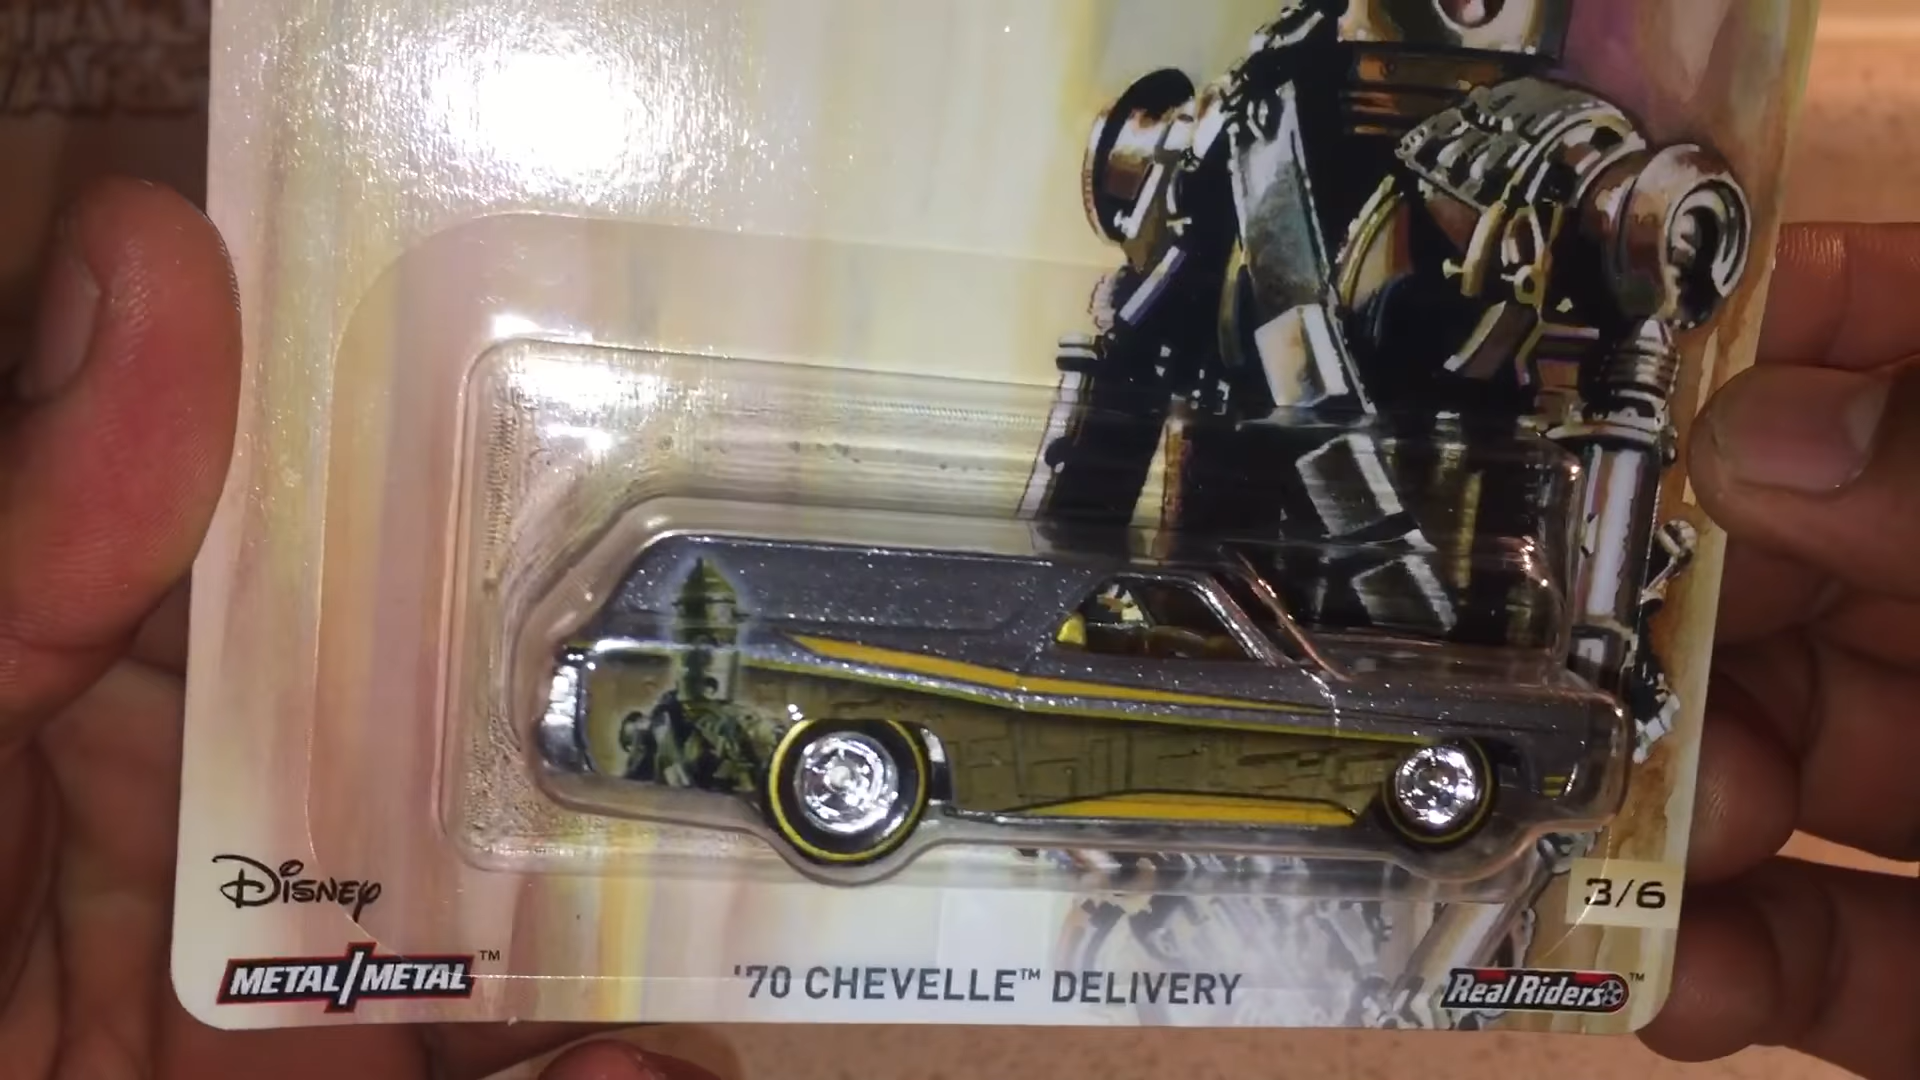 3/6
Disney
METAL/METAL™
'70 CHEVELLE™ DELIVERY
Real Riders™